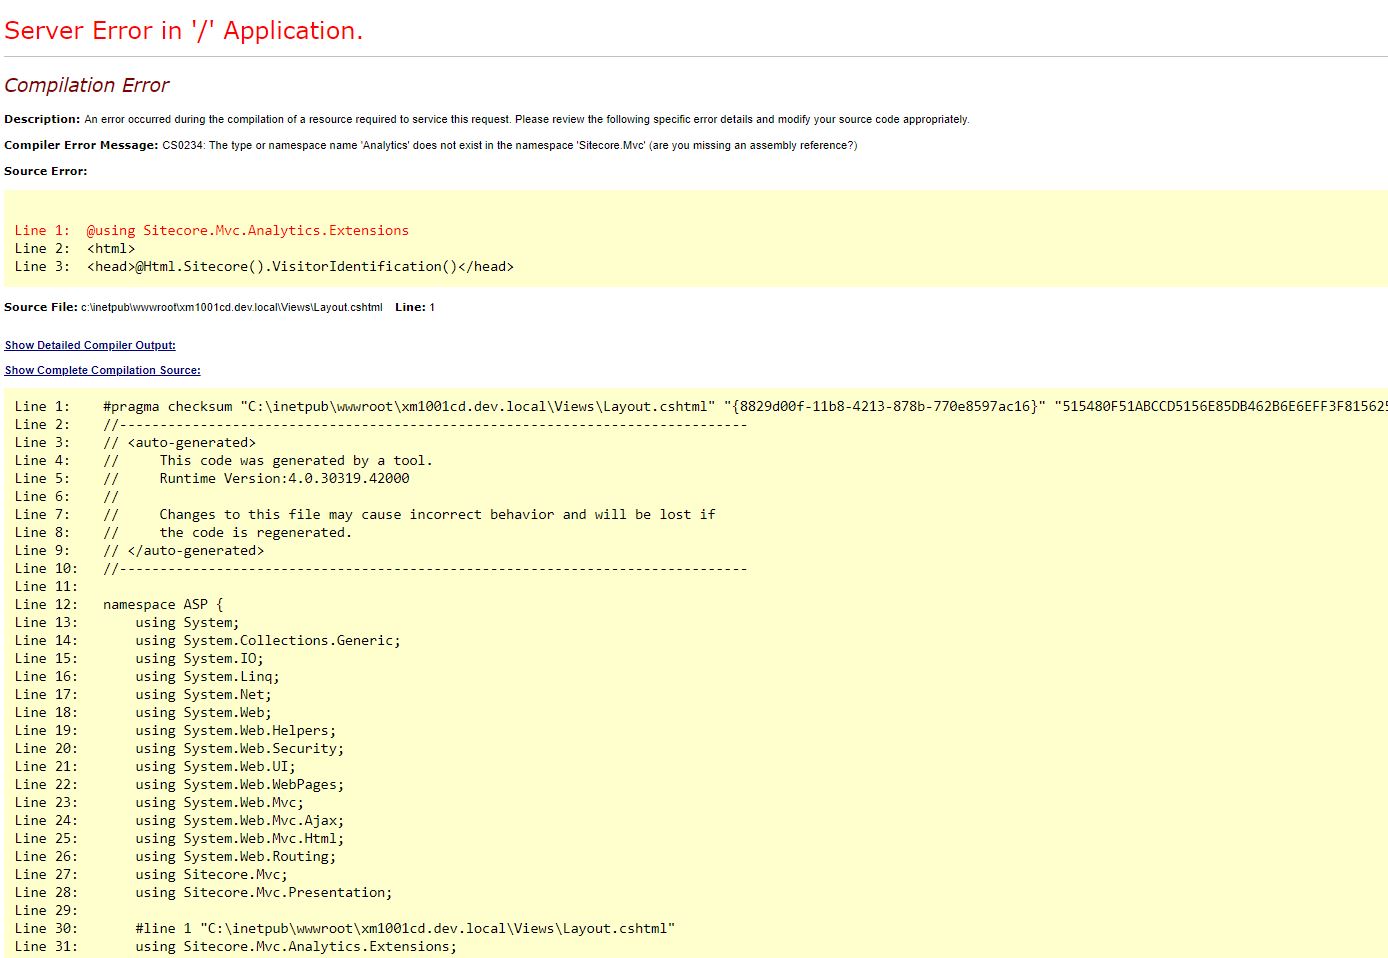 Server Error in '/' Application.
Compilation Error
Description: An error occurred during the compilation of a resource required to service this request. Please review the following specific error details and modify your source code appropriately.
Compiler Error Message: CS0234: The type or namespace name 'Analytics' does not exist in the namespace 'Sitecore.Mvc' (are you missing an assembly reference?)
Source Error:
Line 1:  @using Sitecore.Mvc.Analytics.Extensions
Line 2:  <html>
Line 3:  <head>@Html.Sitecore().VisitorIdentification()</head>
Source File: c:\inetpub\wwwroot\xm1001cd.dev.local\Views\Layout.cshtml    Line: 1
Show Detailed Compiler Output:
Show Complete Compilation Source:
Line 1:    #pragma checksum "C:\inetpub\wwwroot\xm1001cd.dev.local\Views\Layout.cshtml" "{8829d00f-11b8-4213-878b-770e8597ac16}" "515480F51ABCCD5156E85DB462B6E6EFF3F815625
Line 2:    //------------------------------------------------------------------------------
Line 3:    // <auto-generated>
Line 4:    //     This code was generated by a tool.
Line 5:    //     Runtime Version:4.0.30319.42000
Line 6:    //
Line 7:    //     Changes to this file may cause incorrect behavior and will be lost if
Line 8:    //     the code is regenerated.
Line 9:    // </auto-generated>
Line 10:   //------------------------------------------------------------------------------
Line 11:
Line 12:   namespace ASP {
Line 13:       using System;
Line 14:       using System.Collections.Generic;
Line 15:       using System.IO;
Line 16:       using System.Linq;
Line 17:       using System.Net;
Line 18:       using System.Web;
Line 19:       using System.Web.Helpers;
Line 20:       using System.Web.Security;
Line 21:       using System.Web.UI;
Line 22:       using System.Web.WebPages;
Line 23:       using System.Web.Mvc;
Line 24:       using System.Web.Mvc.Ajax;
Line 25:       using System.Web.Mvc.Html;
Line 26:       using System.Web.Routing;
Line 27:       using Sitecore.Mvc;
Line 28:       using Sitecore.Mvc.Presentation;
Line 29:
Line 30:       #line 1 "C:\inetpub\wwwroot\xm1001cd.dev.local\Views\Layout.cshtml"
Line 31:       using Sitecore.Mvc.Analytics.Extensions;